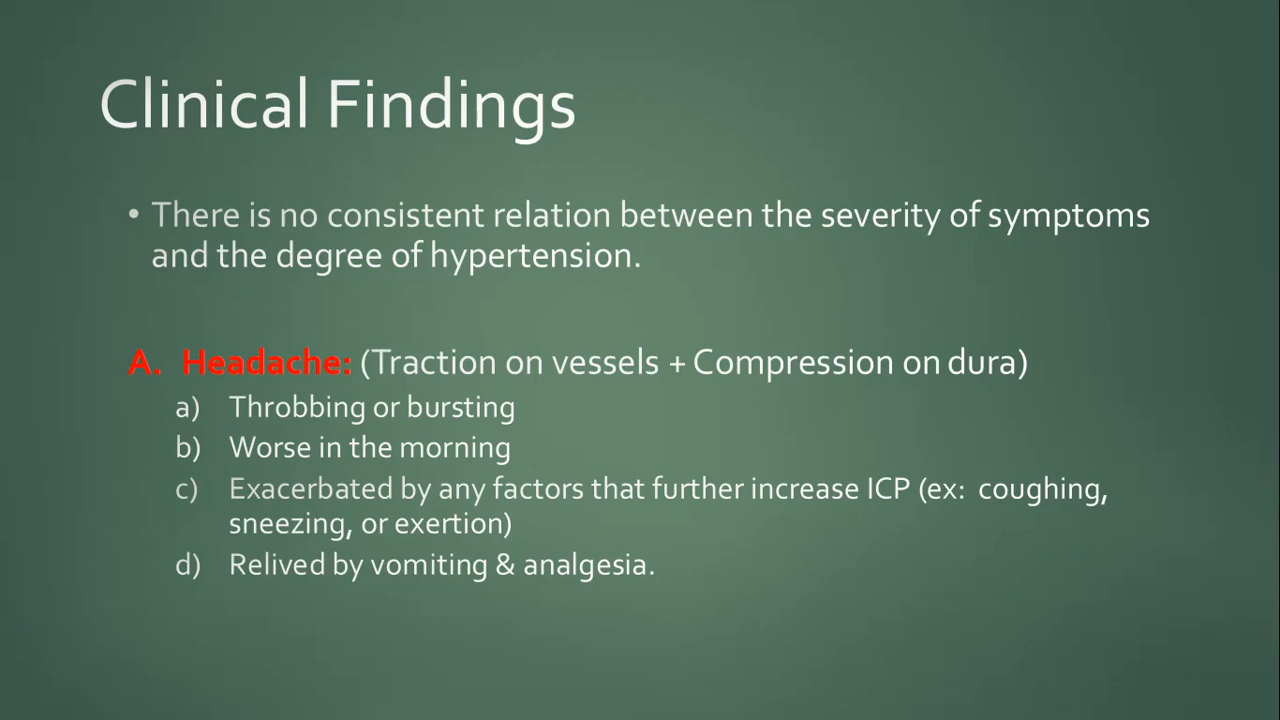 Clinical Findings
• There is no consistent relation between the severity of symptoms
and the degree of hypertension.
A. Headache: (Traction on vessels + Compression on dura)
a) Throbbing or bursting
b) Worse in the morning
c) Exacerbated by any factors that further increase ICP (ex: coughing,
sneezing, or exertion)
d) Relived by vomiting & analgesia.